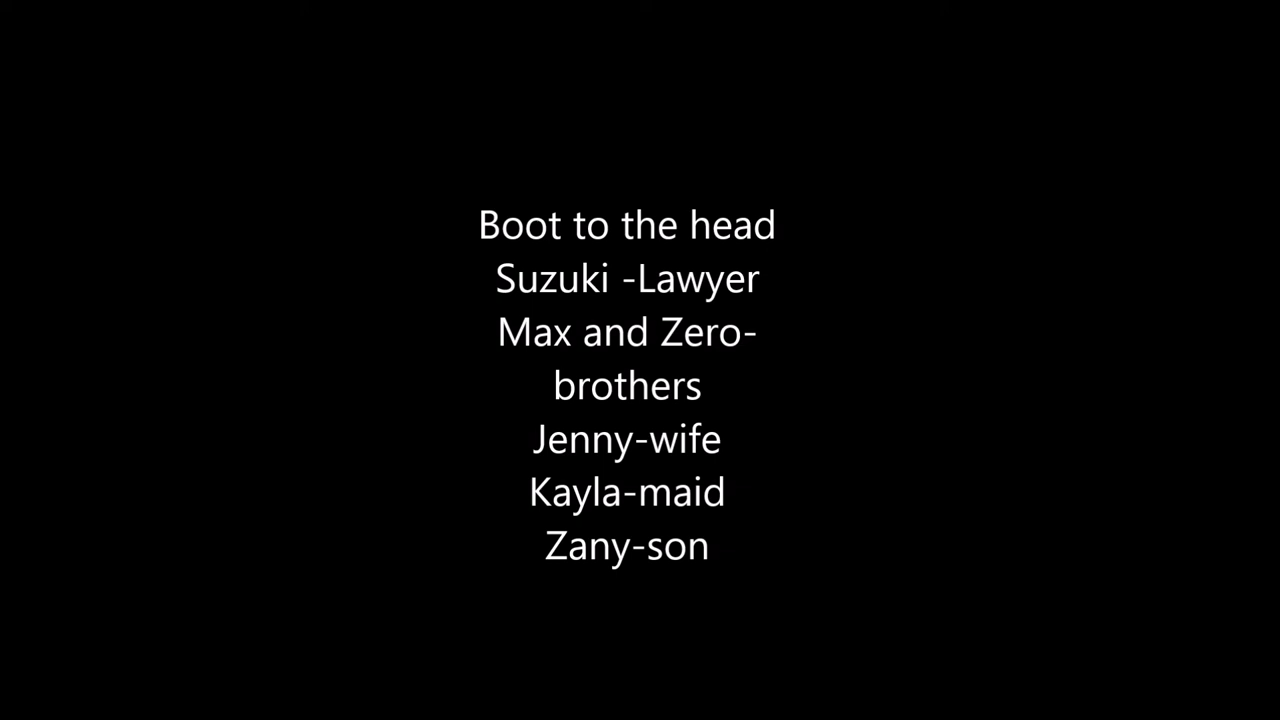 Boot to the head
Suzuki -Lawyer
Max and Zero-
brothers
Jenny-wife
Kayla-maid
Zany-son